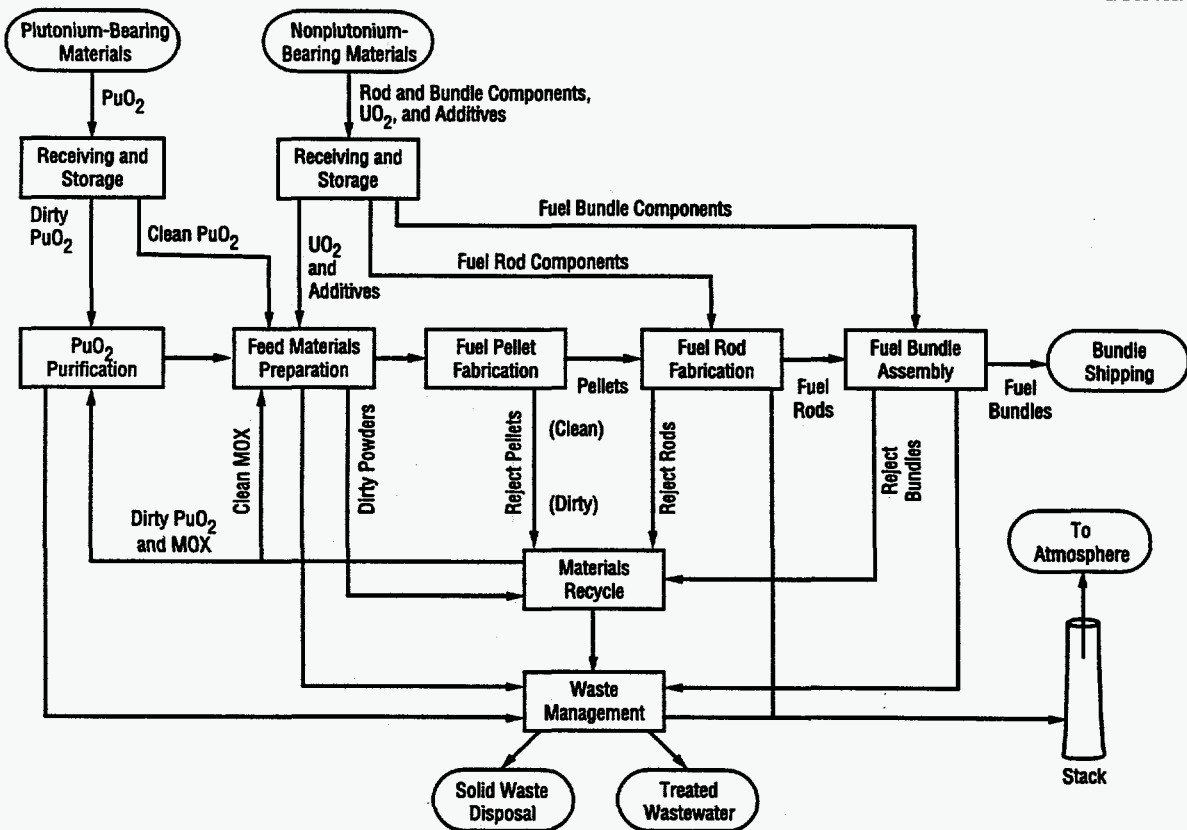 Plutonium-Bearing
Materials
Nonplutonium-
Bearing Materials
PuO2
Rod and Bundle Components,
UO2, and Additives
Receiving and
Storage
Receiving and
Storage
Dirty
PuO2
Clean PuO2
UO2
and
Additives
Fuel Bundle Components
Fuel Rod Components
PuO2
Purification
Feed Materials
Preparation
Fuel Pellet
Fabrication
Pellets
Fuel Rod
Fabrication
Fuel
Rods
Fuel Bundle
Assembly
Fuel
Bundles
Bundle
Shipping
Clean MOX
Dirty Powders
Reject Pellets
(Clean)
(Dirty)
Reject Rods
Reject
Bundles
Dirty PuO2
and MOX
Materials
Recycle
To
Atmosphere
Waste
Management
Solid Waste
Disposal
Treated
Wastewater
Stack